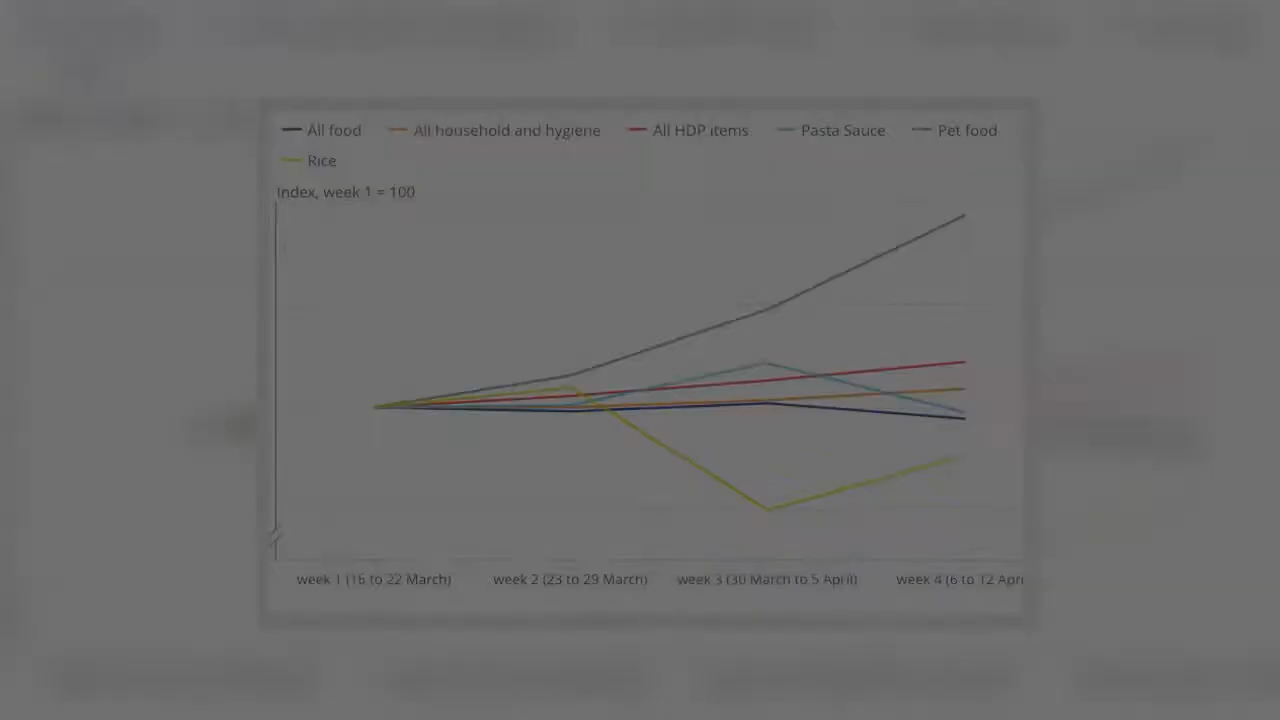 All food All household and hygiene All HDP items Pasta Sauce Pet food
Rice
Index, week 1 = 100
week 1 (16 to 22 March) week 2 (23 to 29 March) week 3 (30 March to 5 April) week 4 (6 to 12 Apri